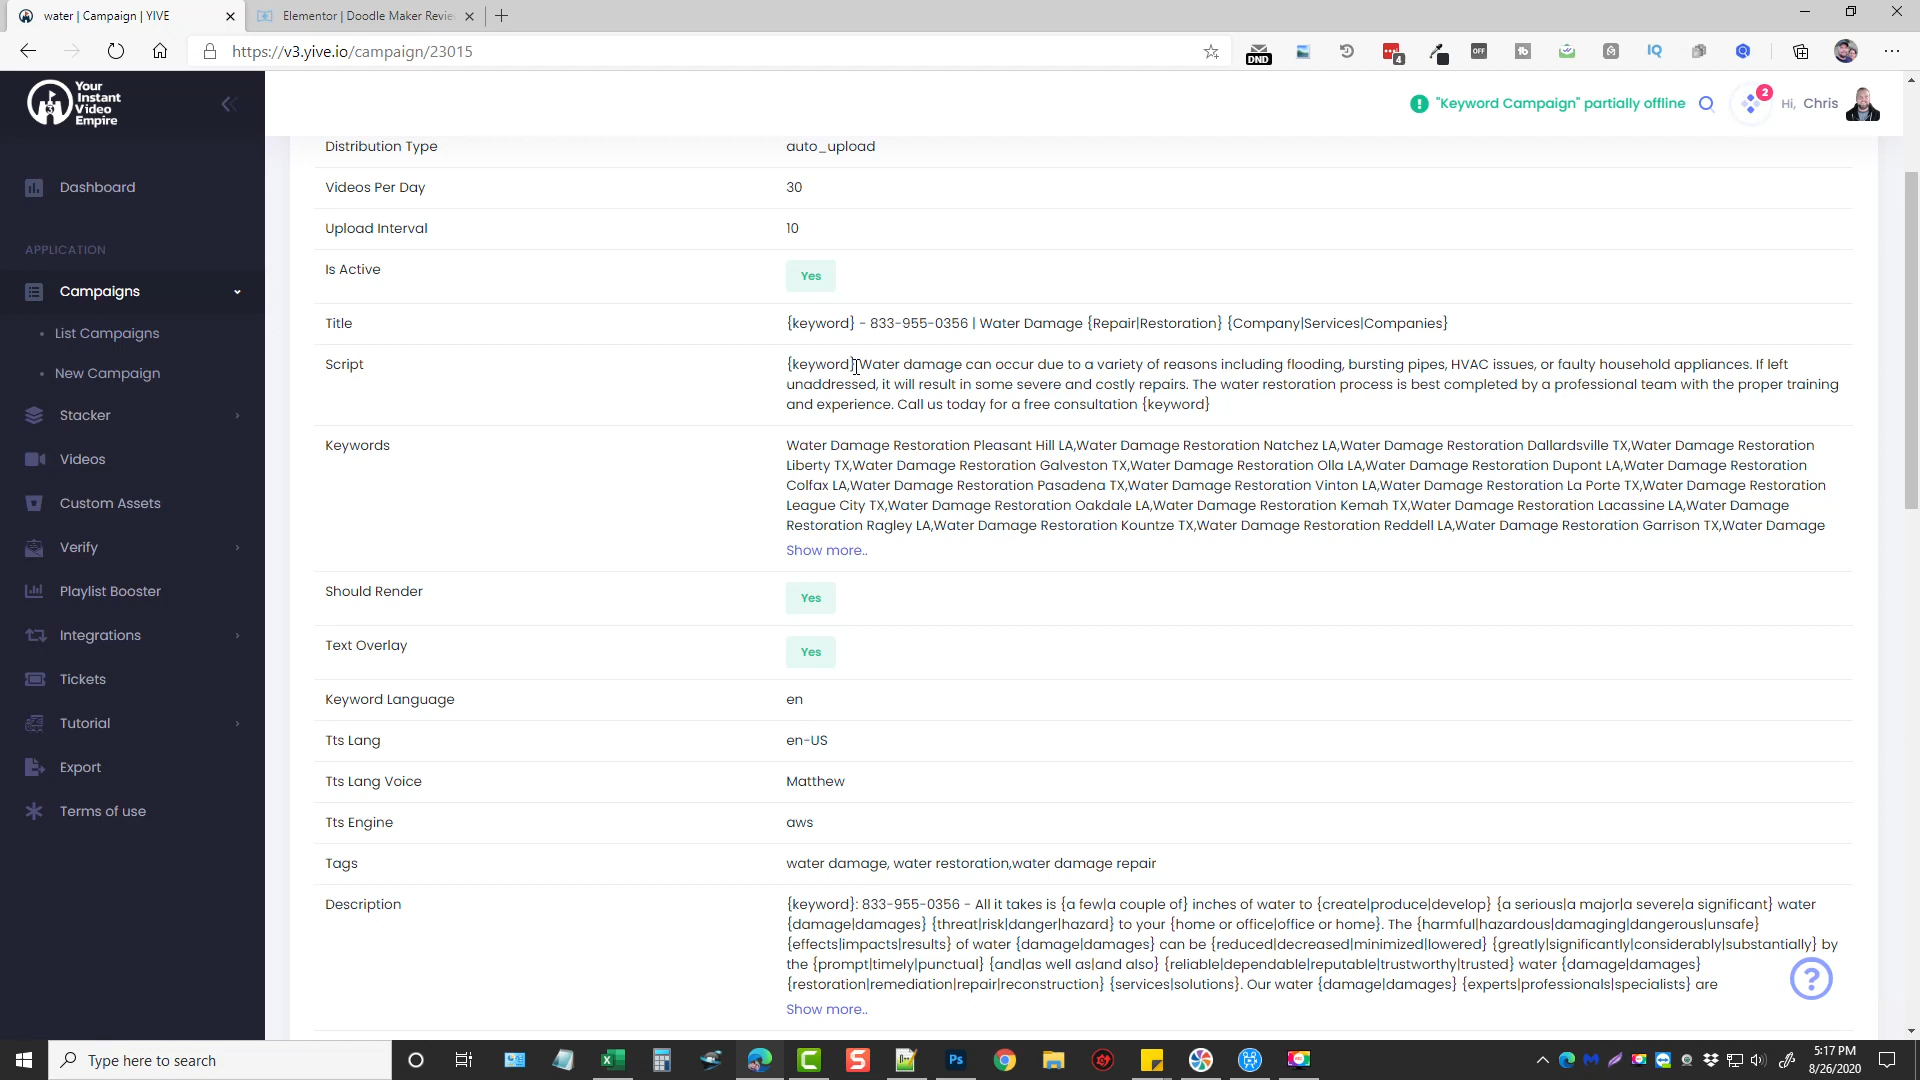 water | Campaign | YIVE
Elementor | Doodle Maker Revie
https://v3.yive.io/campaign/23015
DND
4
OFF
IQ
Your
Instant
Video
Empire
"Keyword Campaign" partially offline
2
Hi, Chris
Dashboard
APPLICATION
Campaigns
List Campaigns
New Campaign
Stacker
Videos
Custom Assets
Verify
Playlist Booster
Integrations
Tickets
Tutorial
Export
Terms of use
Distribution Type
auto_upload
Videos Per Day
30
Upload Interval
10
Is Active
Yes
Title
{keyword} - 833-955-0356 | Water Damage {Repair|Restoration} {Company|Services|Companies}
Script
{keyword} Water damage can occur due to a variety of reasons including flooding, bursting pipes, HVAC issues, or faulty household appliances. If left
unaddressed, it will result in some severe and costly repairs. The water restoration process is best completed by a professional team with the proper training
and experience. Call us today for a free consultation {keyword}
Keywords
Water Damage Restoration Pleasant Hill LA,Water Damage Restoration Natchez LA,Water Damage Restoration Dallardsville TX,Water Damage Restoration
Liberty TX,Water Damage Restoration Galveston TX,Water Damage Restoration Olla LA,Water Damage Restoration Dupont LA,Water Damage Restoration
Colfax LA,Water Damage Restoration Pasadena TX,Water Damage Restoration Vinton LA,Water Damage Restoration La Porte TX,Water Damage Restoration
League City TX,Water Damage Restoration Oakdale LA,Water Damage Restoration Kemah TX,Water Damage Restoration Lacassine LA,Water Damage
Restoration Ragley LA,Water Damage Restoration Kountze TX,Water Damage Restoration Reddell LA,Water Damage Restoration Garrison TX,Water Damage
Show more..
Should Render
Yes
Text Overlay
Yes
Keyword Language
en
Tts Lang
en-US
Tts Lang Voice
Matthew
Tts Engine
aws
Tags
water damage, water restoration,water damage repair
Description
{keyword}: 833-955-0356 - All it takes is {a few|a couple of} inches of water to {create|produce|develop} {a serious|a major|a severe|a significant} water
{damage|damages} {threat|risk|danger|hazard} to your {home or office|office or home}. The {harmful|hazardous|damaging|dangerous|unsafe}
{effects|impacts|results} of water {damage|damages} can be {reduced|decreased|minimized|lowered} {greatly|significantly|considerably|substantially} by
the {prompt|timely|punctual} {and|as well as|and also} {reliable|dependable|reputable|trustworthy|trusted} water {damage|damages}
{restoration|remediation|repair|reconstruction} {services|solutions}. Our water {damage|damages} {experts|professionals|specialists} are
Show more..
Type here to search
5:17 PM
8/26/2020